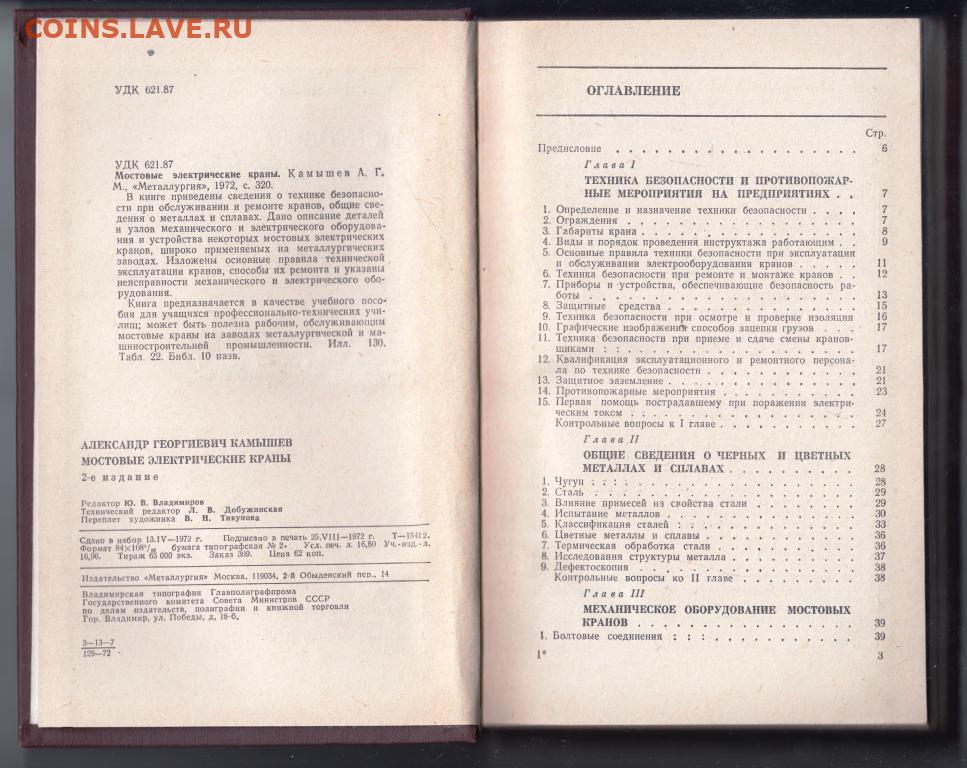 COINS.LAVE.RU
УДК 621.87
УДК 621.87
Мостовые электрические краны. Камышев А. Г.
М., «Металлургия», 1972, с. 320.
В книге приведены сведения о технике безопасно-
сти при обслуживании и ремонте кранов, общие све-
дения о металлах и сплавах. Дано описание деталей
и узлов механического и электрического оборудова-
ния и устройства некоторых мостовых электрических
кранов, широко применяемых на металлургических
заводах. Изложены основные правила технической
эксплуатации кранов, способы их ремонта и указаны
неисправности механического и электрического обо-
рудования.
Книга предназначается в качестве учебного посо-
бия для учащихся профессионально-технических учи-
лищ; может быть полезна рабочим, обслуживающим
мостовые краны на заводах металлургической и ма-
шиностроительной промышленности. Илл. 130.
Табл. 22. Библ. 10 назв.
АЛЕКСАНДР ГЕОРГИЕВИЧ КАМЫШЕВ
МОСТОВЫЕ ЭЛЕКТРИЧЕСКИЕ КРАНЫ
2-е издание
Редактор Ю. В. Владимиров
Технический редактор Л. В. Добужинская
Переплет художника В. Н. Тикунова
Сдано в набор 13.IV—1972 г. Подписано в печать 25.VIII—1972 г. Т—15412.
Формат 84×108¹/₃₂ бумага типографская № 2. Усл. печ. л. 16,80 Уч.-изд. л.
16,96. Тираж 65 000 экз. Заказ 309. Цена 62 коп.
Издательство «Металлургия» Москва, 119034, 2-й Обыденский пер., 14
Владимирская типография Главполиграфпрома
Государственного комитета Совета Министров СССР
по делам издательств, полиграфии и книжной торговли
Гор. Владимир, ул. Победы, д. 18-б.
3—13—7
129—72
ОГЛАВЛЕНИЕ
Стр.
Предисловие . . . . . . . . . . . . . . . . 6
Глава I
ТЕХНИКА БЕЗОПАСНОСТИ И ПРОТИВОПОЖАР-
НЫЕ МЕРОПРИЯТИЯ НА ПРЕДПРИЯТИЯХ . . 7
1. Определение и назначение техники безопасности . . . . 7
2. Ограждения . . . . . . . . . . . . . . . 7
3. Габариты крана . . . . . . . . . . . . . . 8
4. Виды и порядок проведения инструктажа работающим . . 9
5. Основные правила техники безопасности при эксплуатации
и обслуживании электрооборудования кранов . . . . . 11
6. Техника безопасности при ремонте и монтаже кранов . . 12
7. Приборы и устройства, обеспечивающие безопасность ра-
боты . . . . . . . . . . . . . . . . . 13
8. Защитные средства . . . . . . . . . . . . . 15
9. Техника безопасности при осмотре и проверке изоляции 16
10. Графические изображения способов зацепки грузов . . . 17
11. Техника безопасности при приеме и сдаче смены кранов-
щиками : : . . . . . . . . . . . . . . . 17
12. Квалификация эксплуатационного и ремонтного персона-
ла по технике безопасности . . . . . . . . . . 21
13. Защитное заземление . . . . . . . . . . . . 21
14. Противопожарные мероприятия . . . . . . . . . 23
15. Первая помощь пострадавшему при поражении электри-
ческим током . . . . . . . . . . . . . . . 24
Контрольные вопросы к I главе . . . . . . . . . 27
Глава II
ОБЩИЕ СВЕДЕНИЯ О ЧЕРНЫХ И ЦВЕТНЫХ
МЕТАЛЛАХ И СПЛАВАХ . . . . . . . . . . 28
1. Чугун : : : . . . . . . . . . . . . . . . 28
2. Сталь . . . . . . . . . . . . . . . . . 29
3. Влияние примесей на свойства стали . . . . . . . 29
4. Испытание металлов . . . . . . . . . . . . . 30
5. Классификация сталей : . . . . . . . . . . . 33
6. Цветные металлы и сплавы . . . . . . . . . . 36
7. Термическая обработка стали . . . . . . . . . . 36
8. Исследования структуры металла . . . . . . . . . 37
9. Дефектоскопия . . . . . . . . . . . . . . 38
Контрольные вопросы ко II главе . . . . . . . . 38
Глава III
МЕХАНИЧЕСКОЕ ОБОРУДОВАНИЕ МОСТОВЫХ
КРАНОВ . . . . . . . . . . . . . . . . 39
1. Болтовые соединения : : : . . . . . . . . . . 39
1* 3